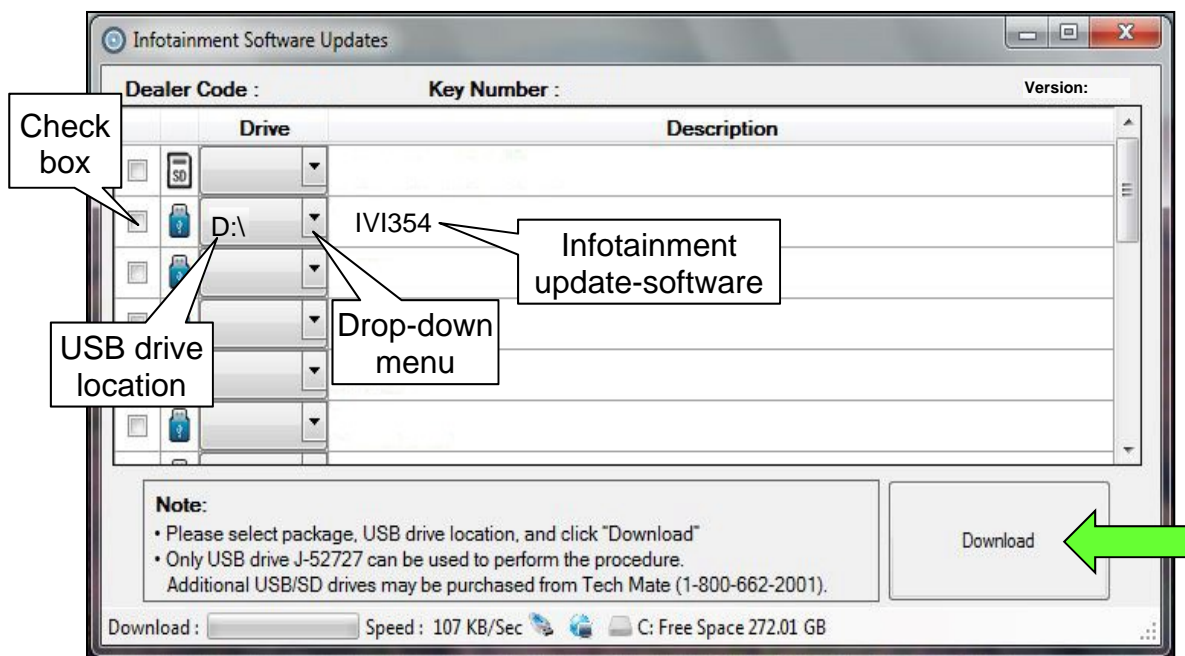 Infotainment Software Updates
Dealer Code : Key Number : Version:
Drive Description
Check
box
SD
D:\ IVI354
Infotainment
update-software
Drop-down
menu
USB drive
location
Note:
• Please select package, USB drive location, and click "Download"
• Only USB drive J-52727 can be used to perform the procedure.
Additional USB/SD drives may be purchased from Tech Mate (1-800-662-2001).
Download
Download : Speed : 107 KB/Sec C: Free Space 272.01 GB